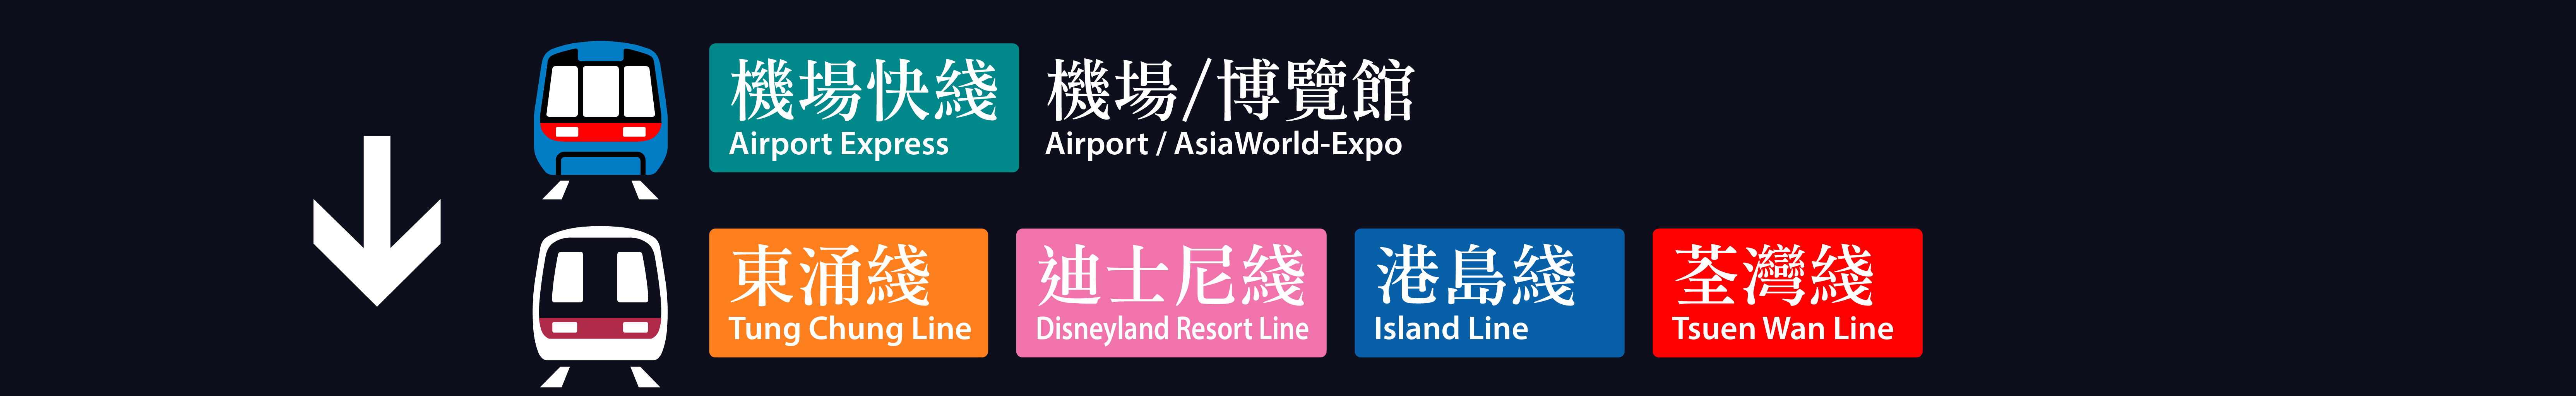 機場快綫 機場/博覽館
Airport Express Airport / AsiaWorld-Expo
東涌綫 迪士尼綫 港島綫 荃灣綫
Tung Chung Line Disneyland Resort Line Island Line Tsuen Wan Line